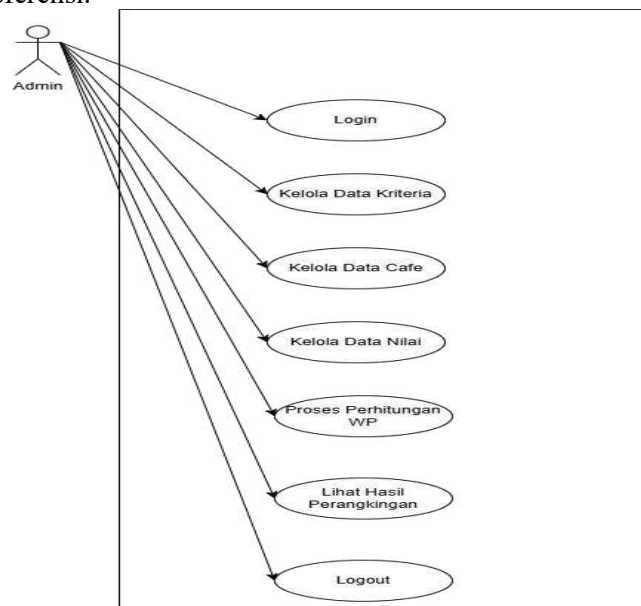 Admin
Login
Kelola Data Kriteria
Kelola Data Cafe
Kelola Data Nilai
Proses Perhitungan
WP
Lihat Hasil
Perangkingan
Logout